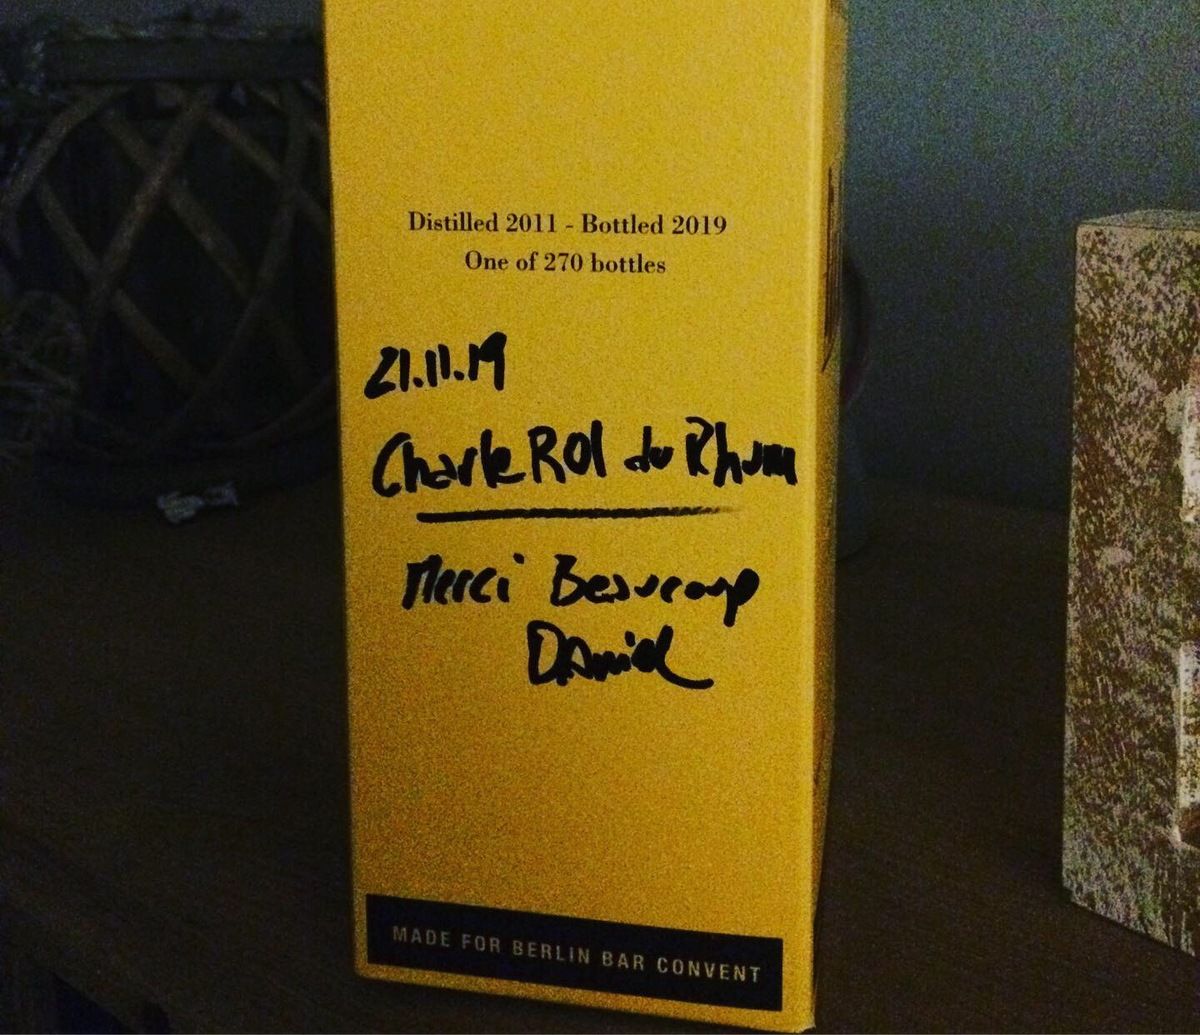 Distilled 2011 - Bottled 2019
One of 270 bottles
21.11.19
CharleROI du Rhum
Merci Beaucoup
Daniel
MADE FOR BERLIN BAR CONVENT